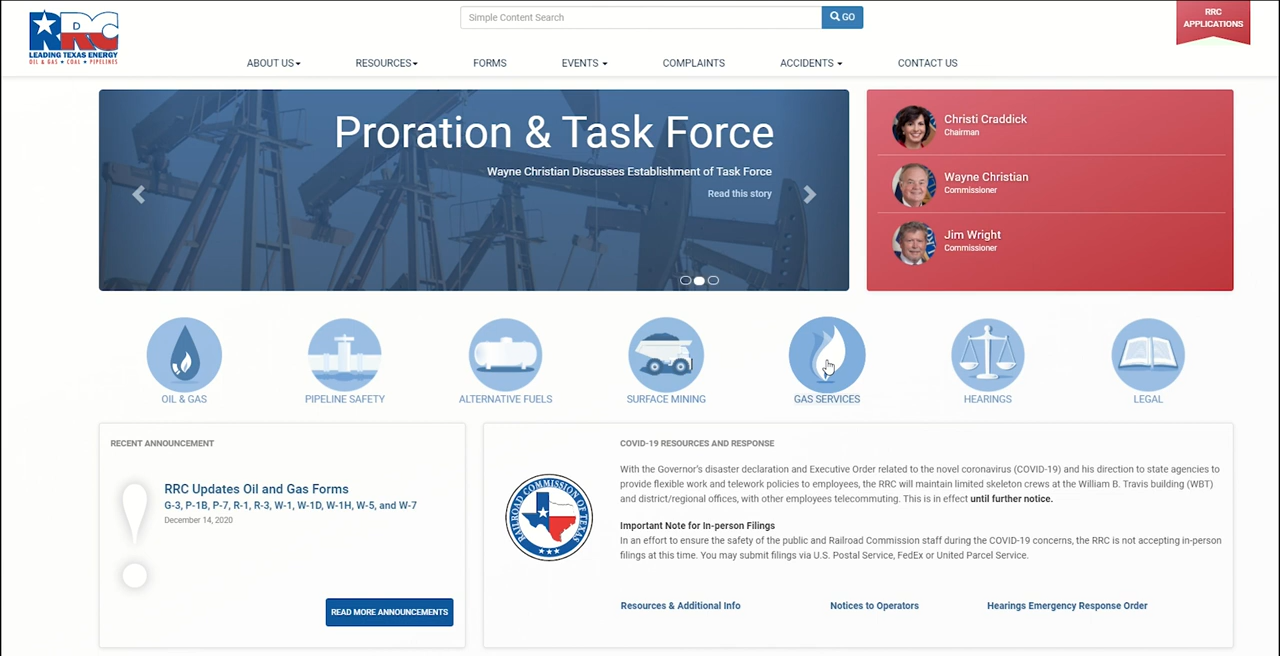 RRC
LEADING TEXAS ENERGY
OIL & GAS ★ COAL ★ PIPELINES
Simple Content Search
GO
RRC
APPLICATIONS
ABOUT US
RESOURCES
FORMS
EVENTS
COMPLAINTS
ACCIDENTS
CONTACT US
Proration & Task Force
Wayne Christian Discusses Establishment of Task Force
Read this story
Christi Craddick
Chairman
Wayne Christian
Commissioner
Jim Wright
Commissioner
OIL & GAS
PIPELINE SAFETY
ALTERNATIVE FUELS
SURFACE MINING
GAS SERVICES
HEARINGS
LEGAL
RECENT ANNOUNCEMENT
RRC Updates Oil and Gas Forms
G-3, P-1B, P-7, R-1, R-3, W-1, W-1D, W-1H, W-5, and W-7
December 14, 2020
READ MORE ANNOUNCEMENTS
COVID-19 RESOURCES AND RESPONSE
RAILROAD COMMISSION OF TEXAS
With the Governor's disaster declaration and Executive Order related to the novel coronavirus (COVID-19) and his direction to state agencies to
provide flexible work and telework policies to employees, the RRC will maintain limited skeleton crews at the William B. Travis building (WBT)
and district/regional offices, with other employees telecommuting. This is in effect until further notice.
Important Note for In-person Filings
In an effort to ensure the safety of the public and Railroad Commission staff during the COVID-19 concerns, the RRC is not accepting in-person
filings at this time. You may submit filings via U.S. Postal Service, FedEx or United Parcel Service.
Resources & Additional Info
Notices to Operators
Hearings Emergency Response Order